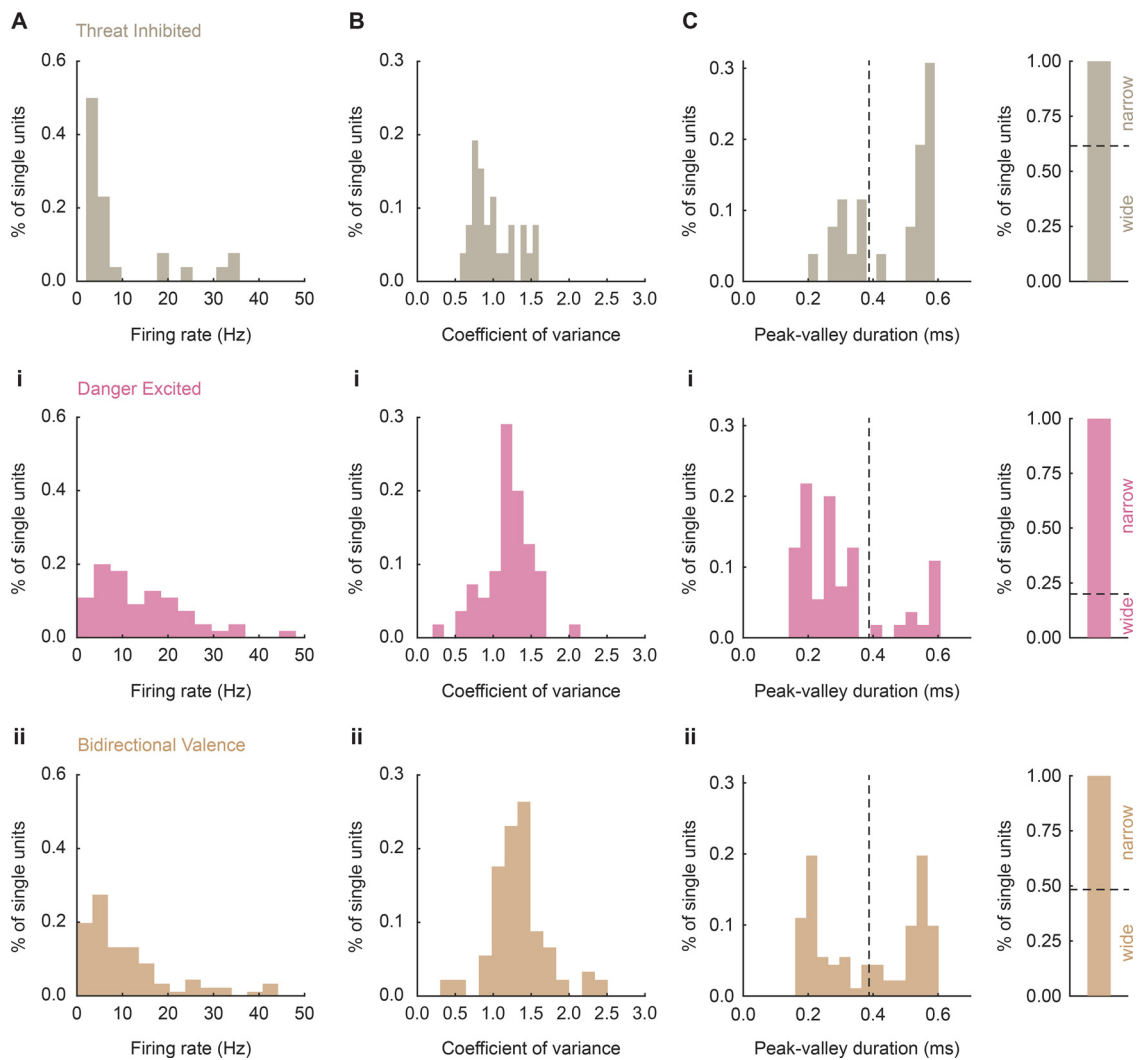 A
Threat Inhibited
% of single units
0.6
0.4
0.2
0.0
0 10 20 30 40 50
Firing rate (Hz)
B
% of single units
0.3
0.2
0.1
0.0
0.0 0.5 1.0 1.5 2.0 2.5 3.0
Coefficient of variance
C
% of single units
0.3
0.2
0.1
0.0
0.0 0.2 0.4 0.6
Peak-valley duration (ms)
% of single units
1.00
0.75
0.50
0.25
0.00
narrow
wide
i
Danger Excited
% of single units
0.6
0.4
0.2
0.0
0 10 20 30 40 50
Firing rate (Hz)
i
% of single units
0.3
0.2
0.1
0.0
0.0 0.5 1.0 1.5 2.0 2.5 3.0
Coefficient of variance
i
% of single units
0.3
0.2
0.1
0.0
0.0 0.2 0.4 0.6
Peak-valley duration (ms)
% of single units
1.00
0.75
0.50
0.25
0.00
narrow
wide
ii
Bidirectional Valence
% of single units
0.6
0.4
0.2
0.0
0 10 20 30 40 50
Firing rate (Hz)
ii
% of single units
0.3
0.2
0.1
0.0
0.0 0.5 1.0 1.5 2.0 2.5 3.0
Coefficient of variance
ii
% of single units
0.3
0.2
0.1
0.0
0.0 0.2 0.4 0.6
Peak-valley duration (ms)
% of single units
1.00
0.75
0.50
0.25
0.00
narrow
wide